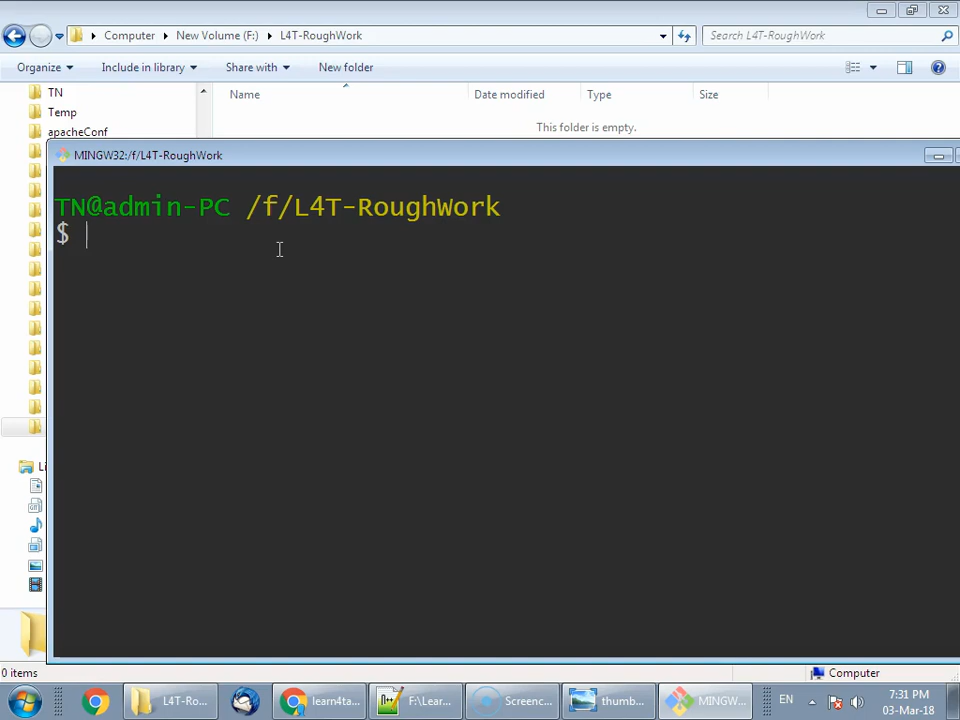 Computer New Volume (F:) L4T-RoughWork Search L4T-RoughWork
Organize Include in library Share with New folder
TN
Temp
apacheConf
Name Date modified Type Size
This folder is empty.
MINGW32:/f/L4T-RoughWork
TN@admin-PC /f/L4T-RoughWork
$
Li
0 items Computer
L4T-Ro... learn4ta... F:\Lear... Screenc... thumb... MINGW... EN 7:31 PM
03-Mar-18